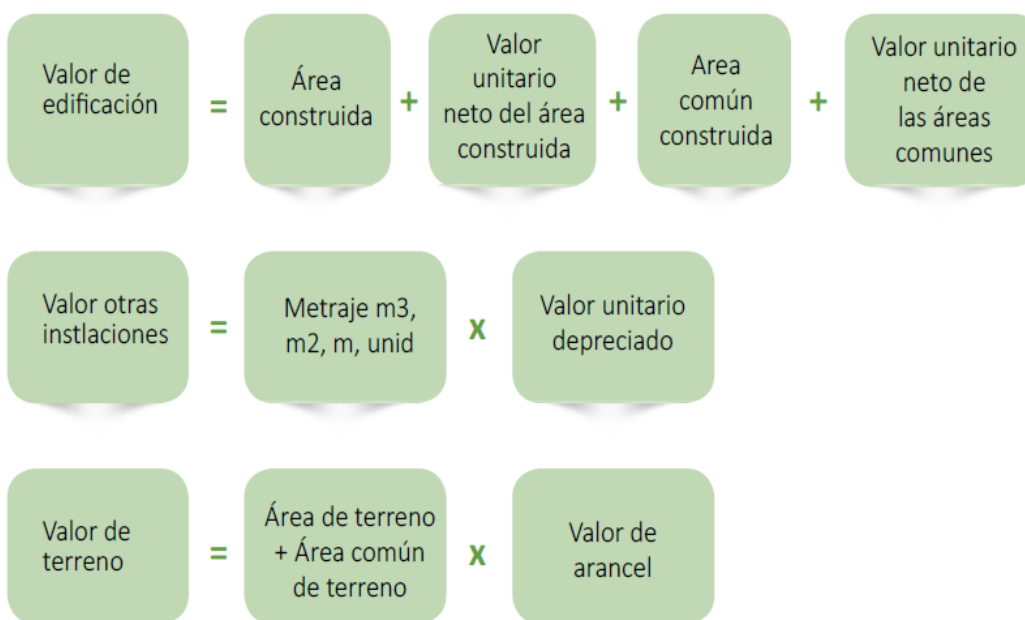 Valor de
edificación
=
Área
construida
+
Valor
unitario
neto del área
construida
+
Area
común
construida
+
Valor unitario
neto de
las áreas
comunes
Valor otras
instlaciones
=
Metraje m3,
m2, m, unid
x
Valor unitario
depreciado
Valor de
terreno
=
Área de terreno
+ Área común
de terreno
x
Valor de
arancel